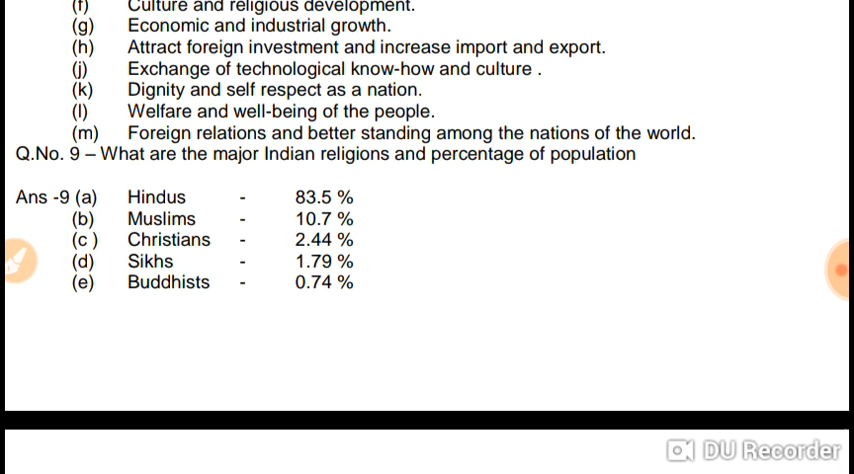 (f) Culture and religious development.
(g) Economic and industrial growth.
(h) Attract foreign investment and increase import and export.
(j) Exchange of technological know-how and culture .
(k) Dignity and self respect as a nation.
(l) Welfare and well-being of the people.
(m) Foreign relations and better standing among the nations of the world.
Q.No. 9 – What are the major Indian religions and percentage of population
Ans -9 (a) Hindus - 83.5 %
(b) Muslims - 10.7 %
(c ) Christians - 2.44 %
(d) Sikhs - 1.79 %
(e) Buddhists - 0.74 %
DU Recorder